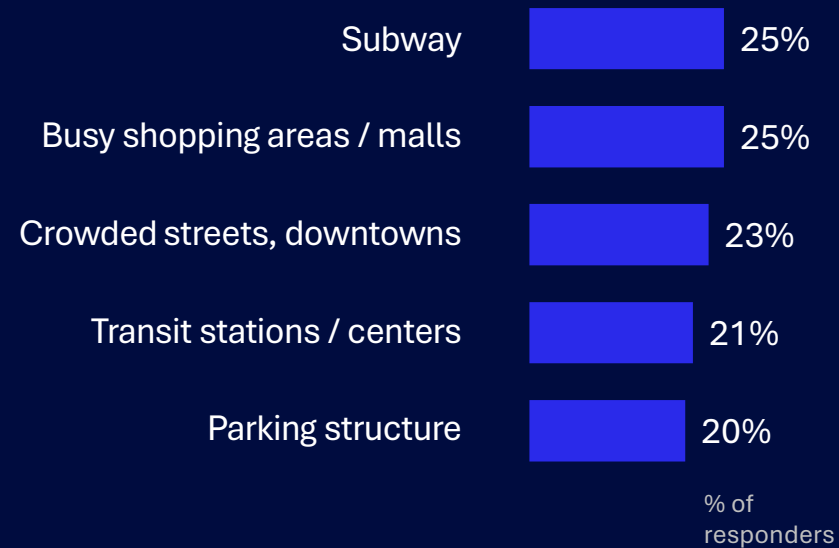 Subway 25%
Busy shopping areas / malls 25%
Crowded streets, downtowns 23%
Transit stations / centers 21%
Parking structure 20%
% of
responders